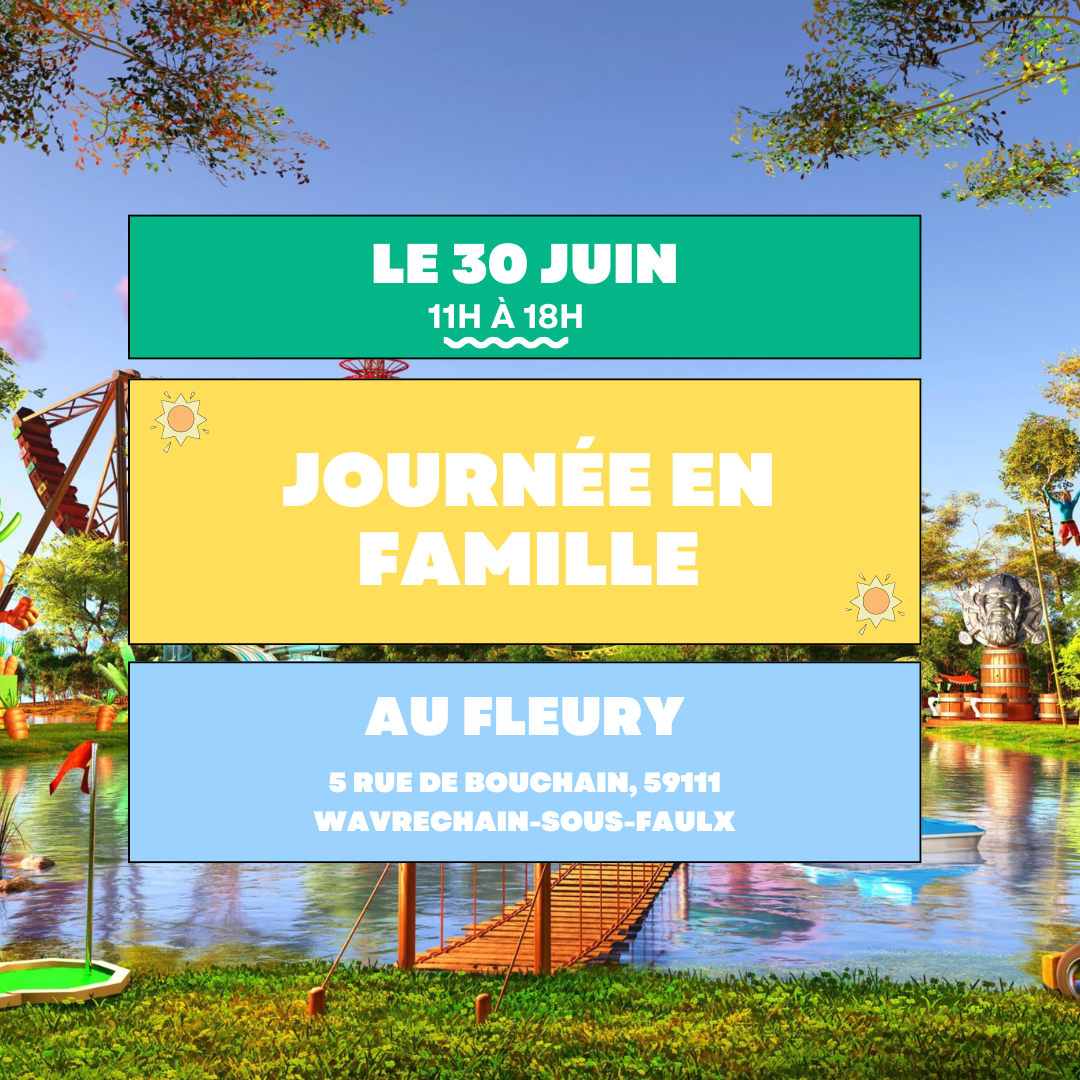 LE 30 JUIN
11H À 18H
JOURNÉE EN
FAMILLE
AU FLEURY
5 RUE DE BOUCHAIN, 59111
WAVRECHAIN-SOUS-FAULX